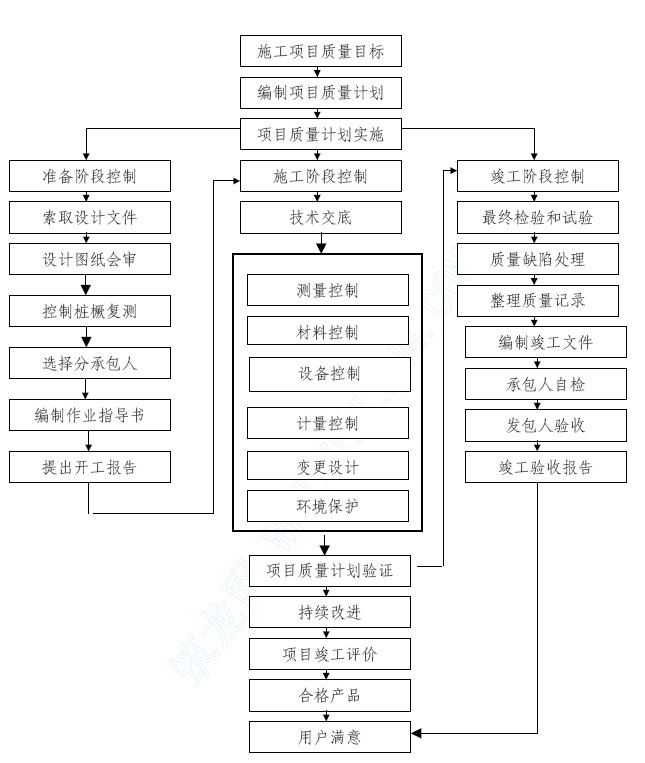 施工项目质量目标
编制项目质量计划
项目质量计划实施
准备阶段控制
索取设计文件
设计图纸会审
控制桩橛复测
选择分承包人
编制作业指导书
提出开工报告
施工阶段控制
技术交底
测量控制
材料控制
设备控制
计量控制
变更设计
环境保护
项目质量计划验证
持续改进
项目竣工评价
合格产品
用户满意
竣工阶段控制
最终检验和试验
质量缺陷处理
整理质量记录
编制竣工文件
承包人自检
发包人验收
竣工验收报告
筑龙网